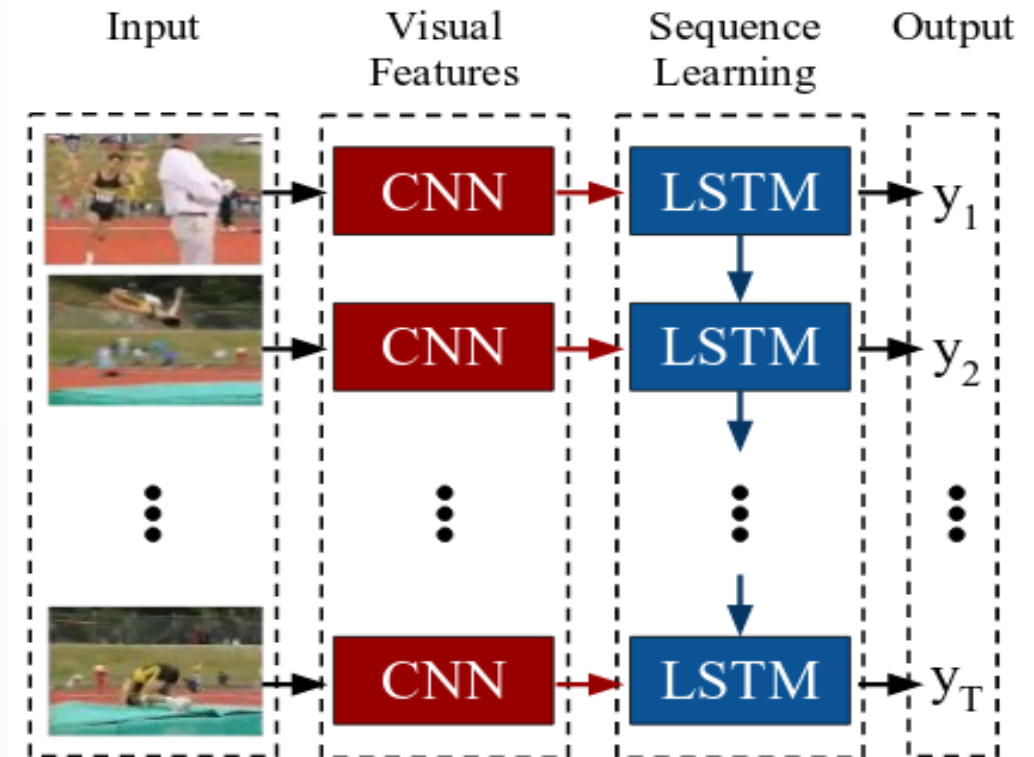 Input
Visual
Features
Sequence
Learning
Output
CNN
LSTM
y1
CNN
LSTM
y2
CNN
LSTM
yT